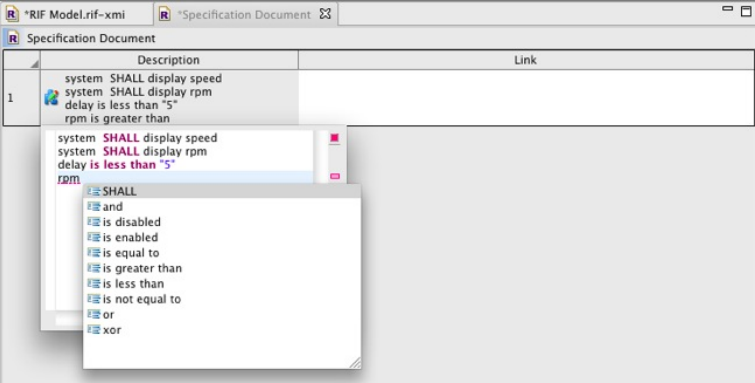 *RIF Model.rif-xmi
*Specification Document
Specification Document
Description
Link
1
system  SHALL display speed
system  SHALL display rpm
delay is less than "5"
rpm is greater than
system  SHALL display speed
system  SHALL display rpm
delay is less than "5"
rpm
SHALL
and
is disabled
is enabled
is equal to
is greater than
is less than
is not equal to
or
xor